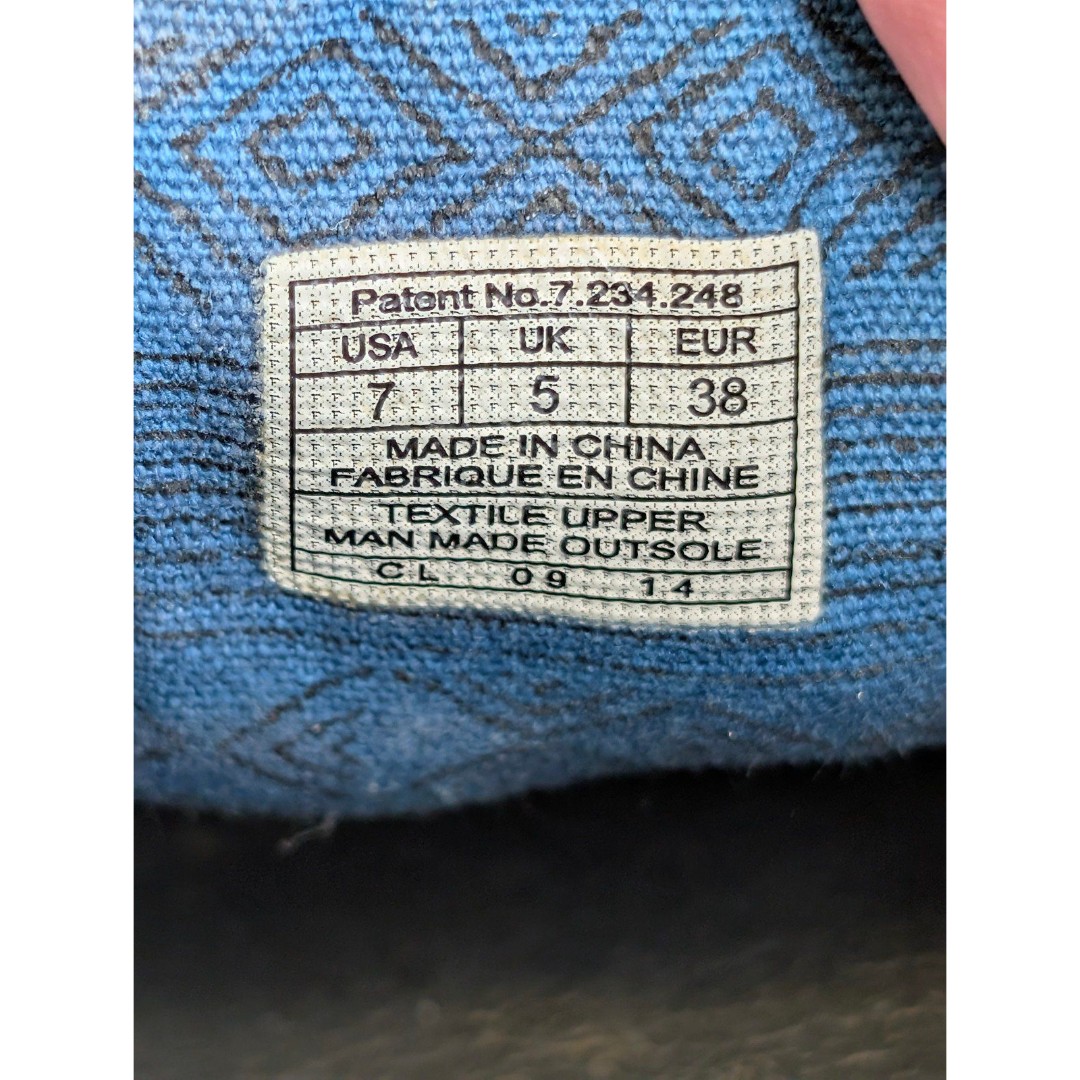 Patent No.7.234.248
USA UK EUR
7 5 38
MADE IN CHINA
FABRIQUE EN CHINE
TEXTILE UPPER
MAN MADE OUTSOLE
CL 09 14